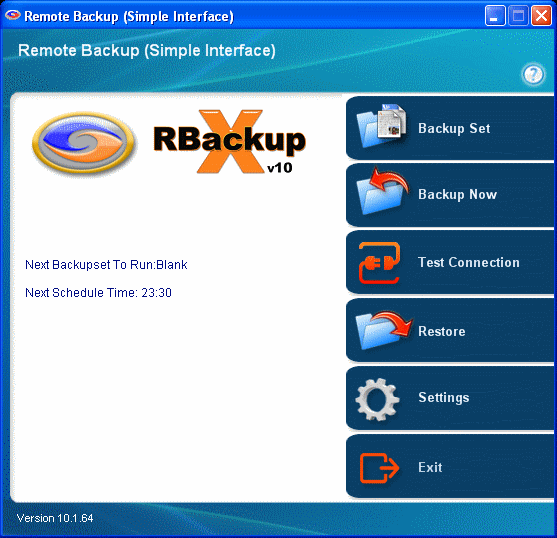 Remote Backup (Simple Interface)
Remote Backup (Simple Interface)
?
RBackup
X
v10
Backup Set
Backup Now
Next Backupset To Run:Blank
Test Connection
Next Schedule Time: 23:30
Restore
Settings
Exit
Version 10.1.64